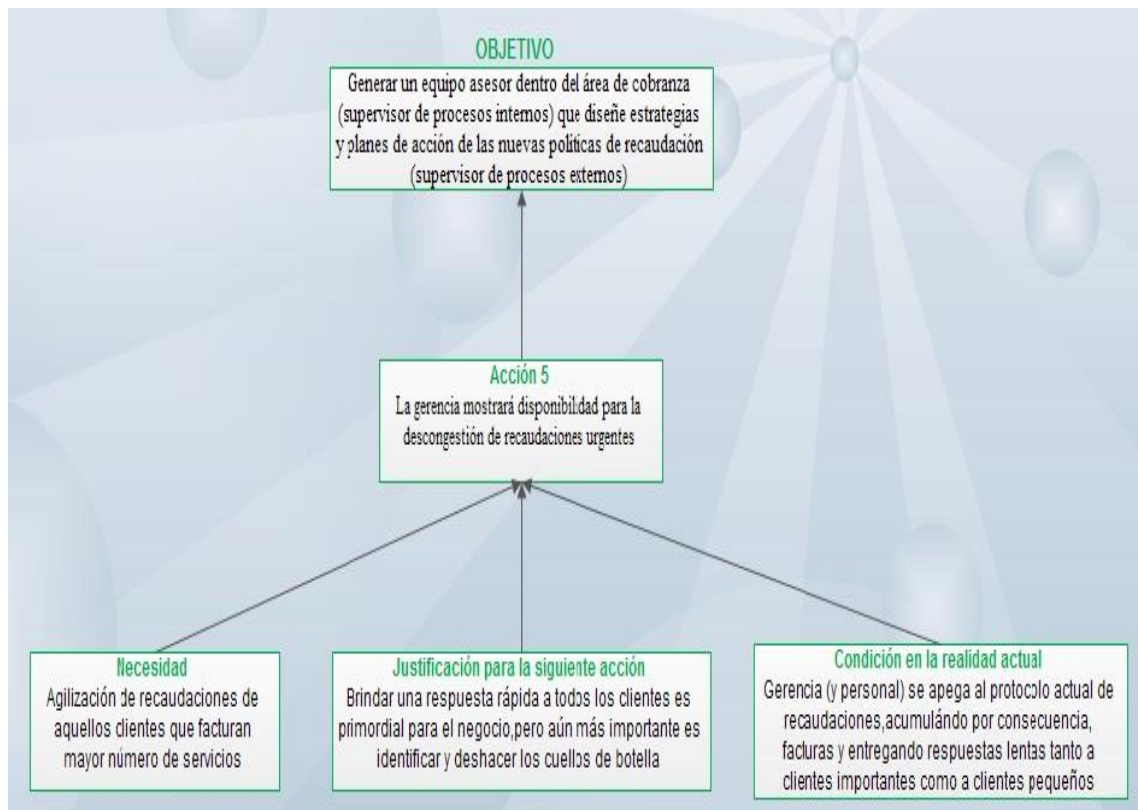 OBJETIVO
Generar un equipo asesor dentro del área de cobranza
(supervisor de procesos internos) que diseñe estrategias
y planes de acción de las nuevas políticas de recaudación
(supervisor de procesos externos)
Acción 5
La gerencia mostrará disponibilidad para la
descongestión de recaudaciones urgentes
Necesidad
Agilización de recaudaciones de
aquellos clientes que facturan
mayor número de servicios
Justificación para la siguiente acción
Brindar una respuesta rápida a todos los clientes es
primordial para el negocio,pero aún más importante es
identificar y deshacer los cuellos de botella
Condición en la realidad actual
Gerencia (y personal) se apega al protocolo actual de
recaudaciones,acumulándo por consecuencia,
facturas y entregando respuestas lentas tanto a
clientes importantes como a clientes pequeños